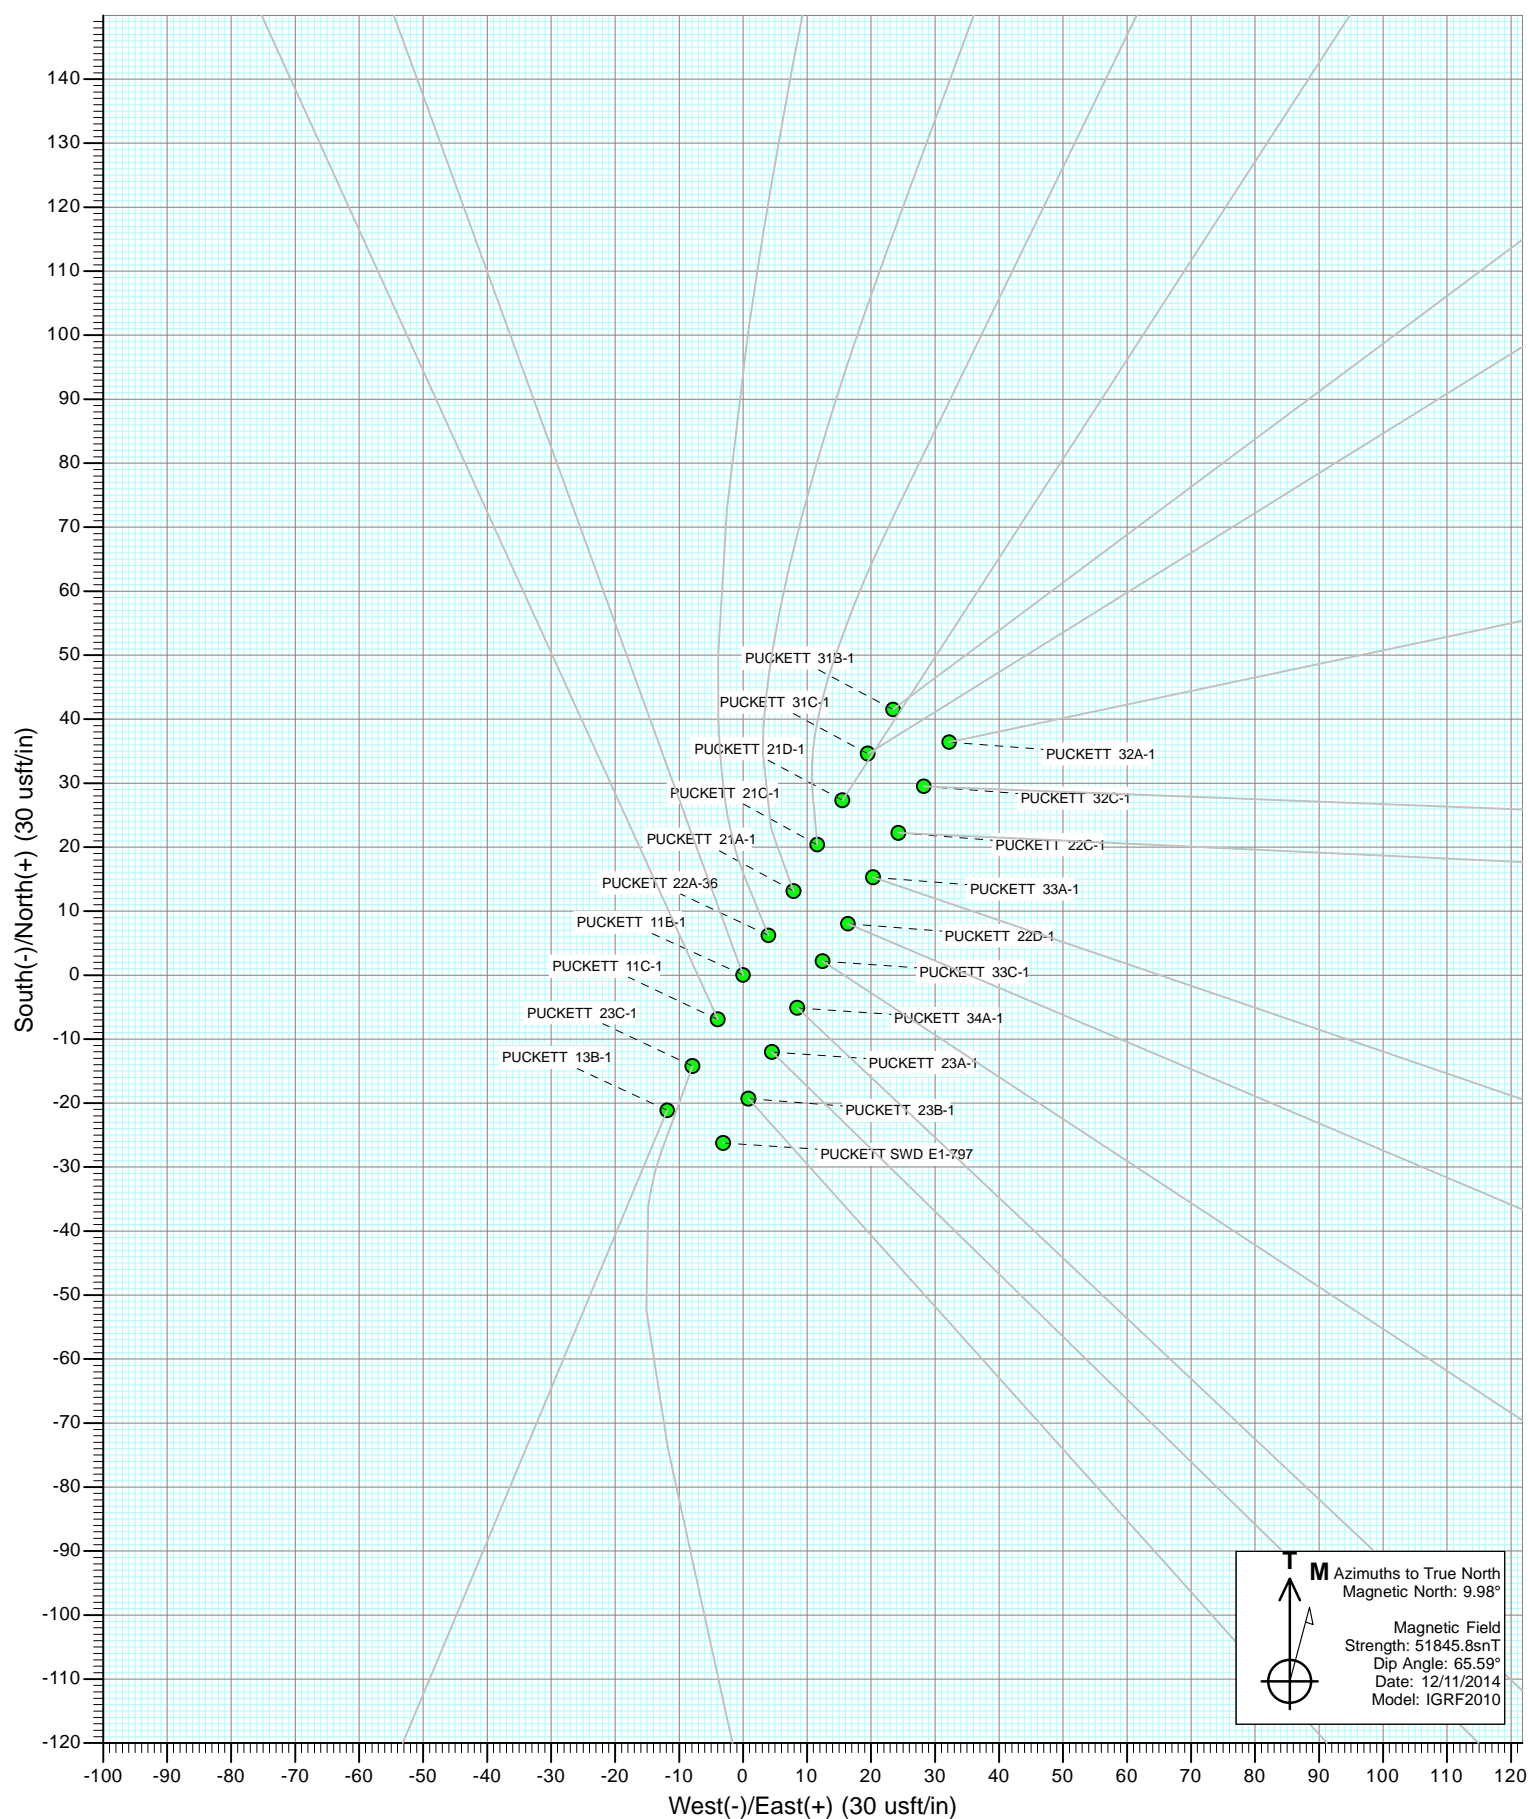 140
130
120
110
100
90
80
70
60
50
40
30
20
10
0
-10
-20
-30
-40
-50
-60
-70
-80
-90
-100
-110
-120
South(-)/North(+) (30 usft/in)
PUCKETT 31B-1
PUCKETT 31C-1
PUCKETT 21D-1
PUCKETT 32A-1
PUCKETT 21C-1
PUCKETT 32C-1
PUCKETT 21A-1
PUCKETT 22C-1
PUCKETT 22A-36
PUCKETT 33A-1
PUCKETT 11B-1
PUCKETT 22D-1
PUCKETT 11C-1
PUCKETT 33C-1
PUCKETT 23C-1
PUCKETT 34A-1
PUCKETT 13B-1
PUCKETT 23A-1
PUCKETT 23B-1
PUCKETT SWD E1-797
T
M
Azimuths to True North
Magnetic North: 9.98°
Magnetic Field
Strength: 51845.8snT
Dip Angle: 65.59°
Date: 12/11/2014
Model: IGRF2010
-100 -90 -80 -70 -60 -50 -40 -30 -20 -10 0 10 20 30 40 50 60 70 80 90 100 110 120
West(-)/East(+) (30 usft/in)